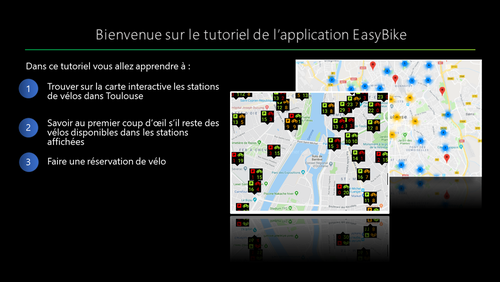 Bienvenue sur le tutoriel de l'application EasyBike
Dans ce tutoriel vous allez apprendre à :
1 Trouver sur la carte interactive les stations
de vélos dans Toulouse
2 Savoir au premier coup d'œil s'il reste des
vélos disponibles dans les stations
affichées
3 Faire une réservation de vélo